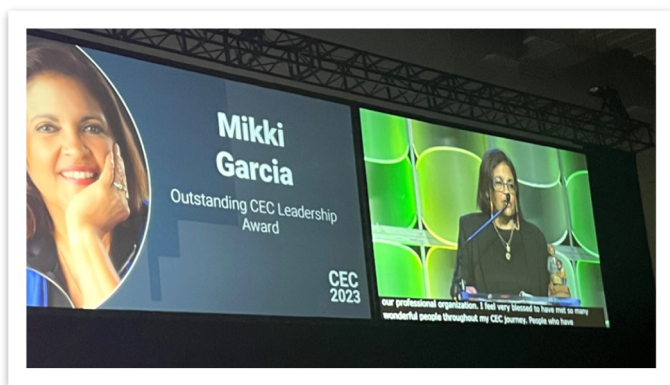 Mikki
Garcia
Outstanding CEC Leadership
Award
CEC
2023
our professional organization. I feel very blessed to have met so many
wonderful people throughout my CEC journey. People who have